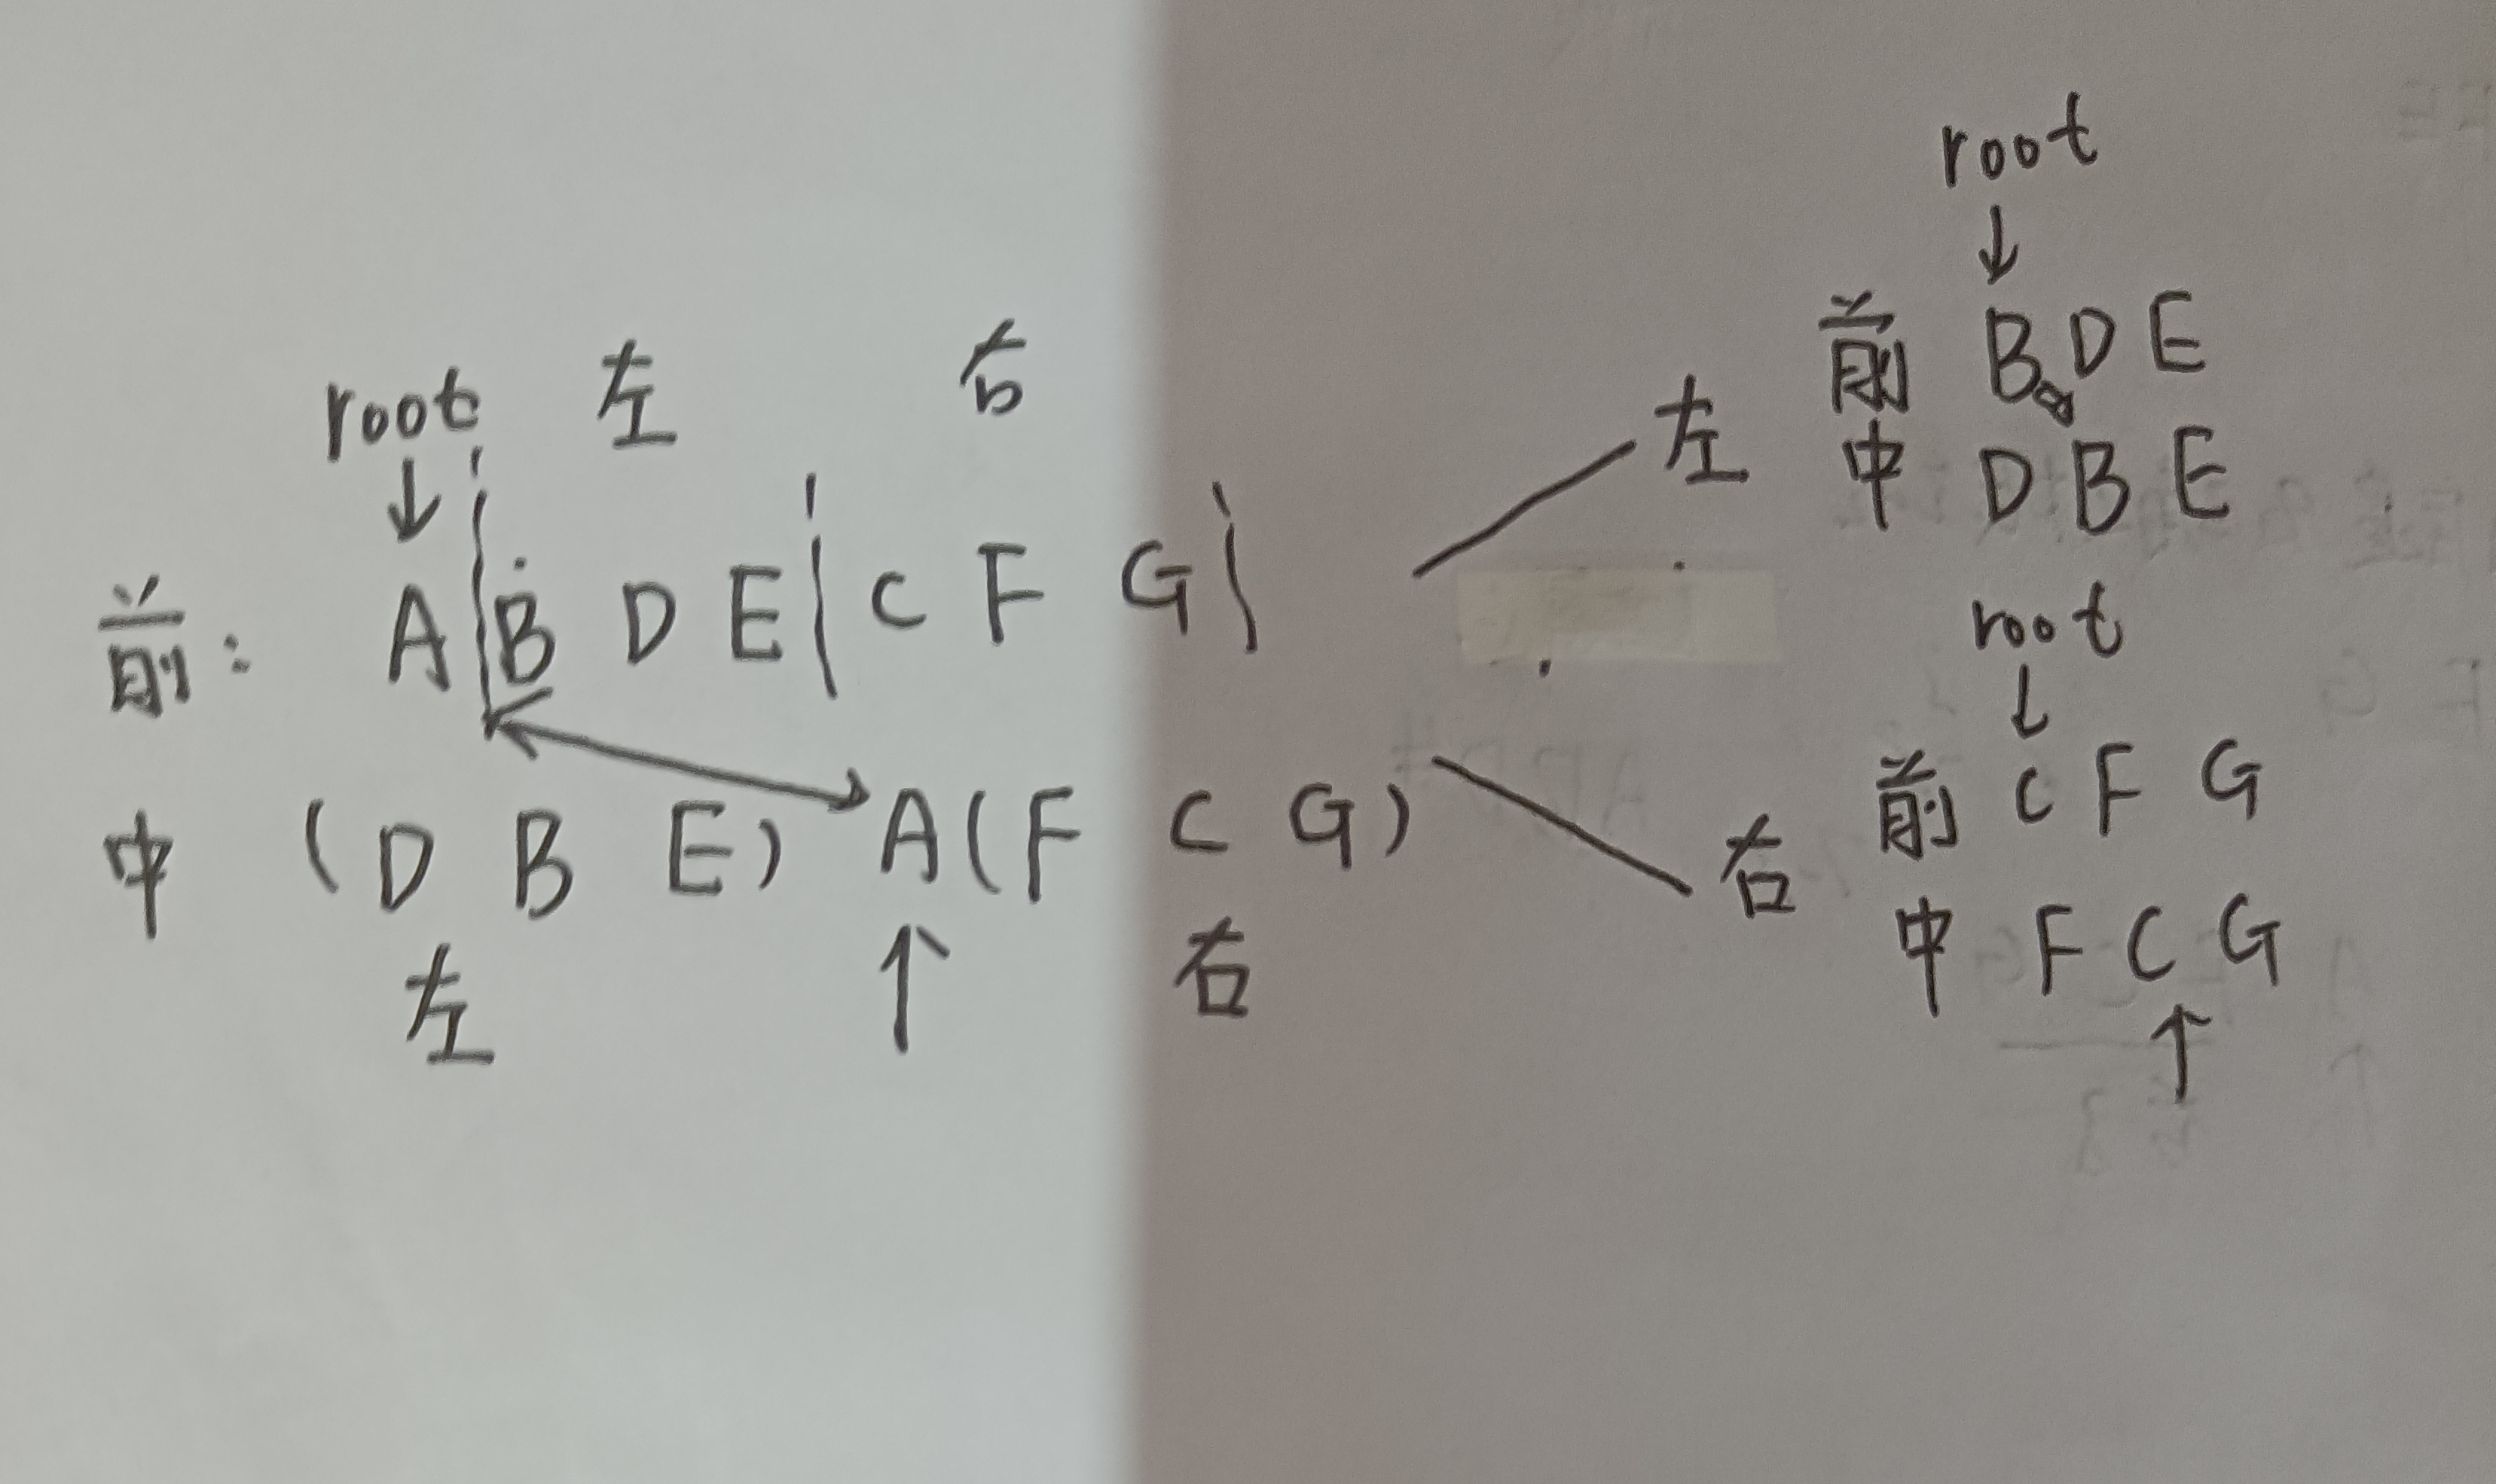 root 左 右
前: A B D E C F G
中 (D B E) A (F C G)
左 右
root
左 前 B D E
中 D B E
root
右 前 C F G
中 F C G